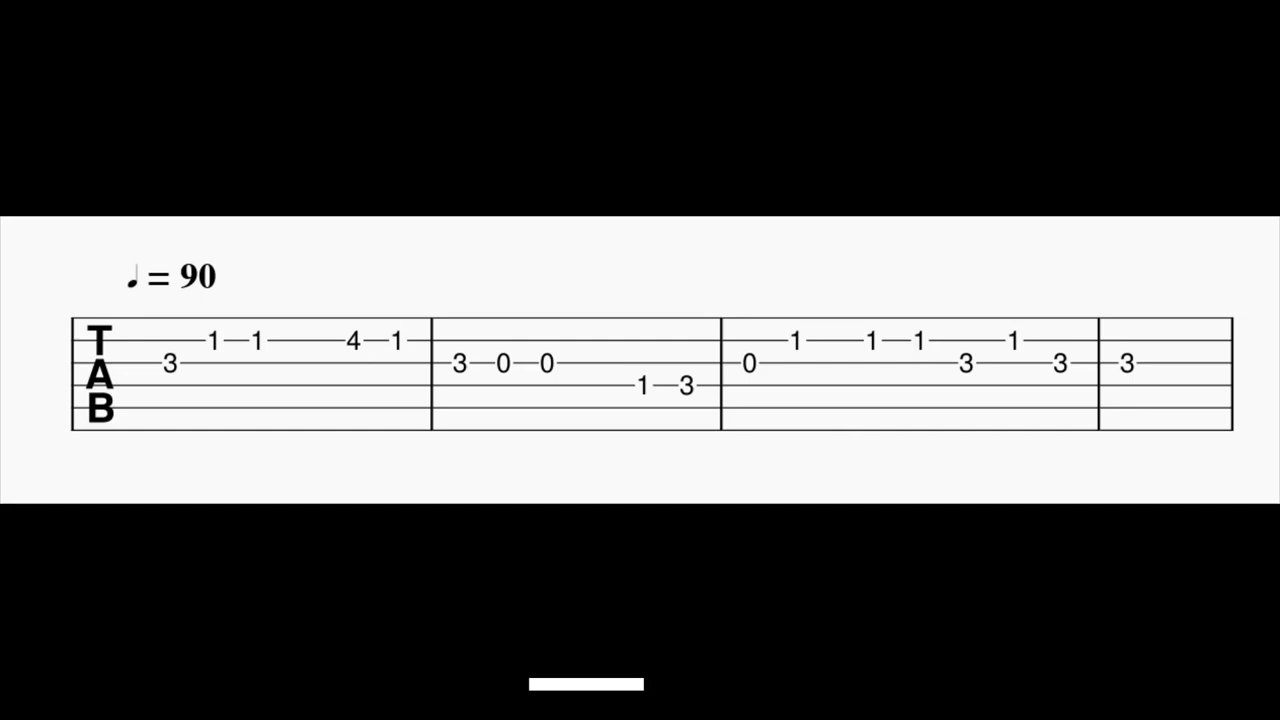 ♩ = 90
T 1 1 4 1 1 1 1 1
A 3 3 0 0 0 3 3 3
1 3
B